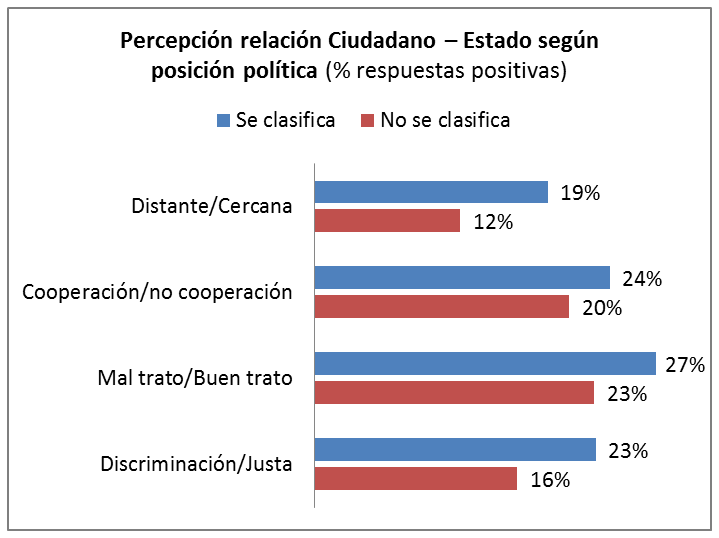 Percepción relación Ciudadano – Estado según
posición política (% respuestas positivas)
Se clasifica No se clasifica
Distante/Cercana
19%
12%
Cooperación/no cooperación
24%
20%
Mal trato/Buen trato
27%
23%
Discriminación/Justa
23%
16%